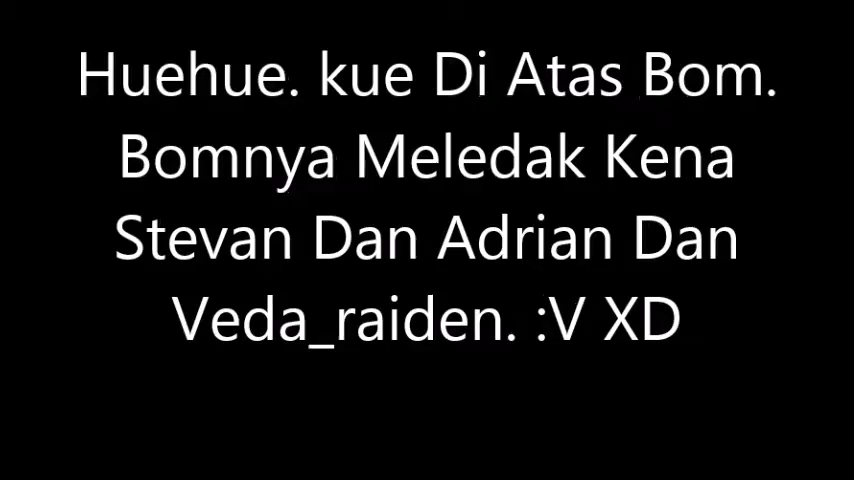 Huehue. kue Di Atas Bom.
Bomnya Meledak Kena
Stevan Dan Adrian Dan
Veda_raiden. :V XD